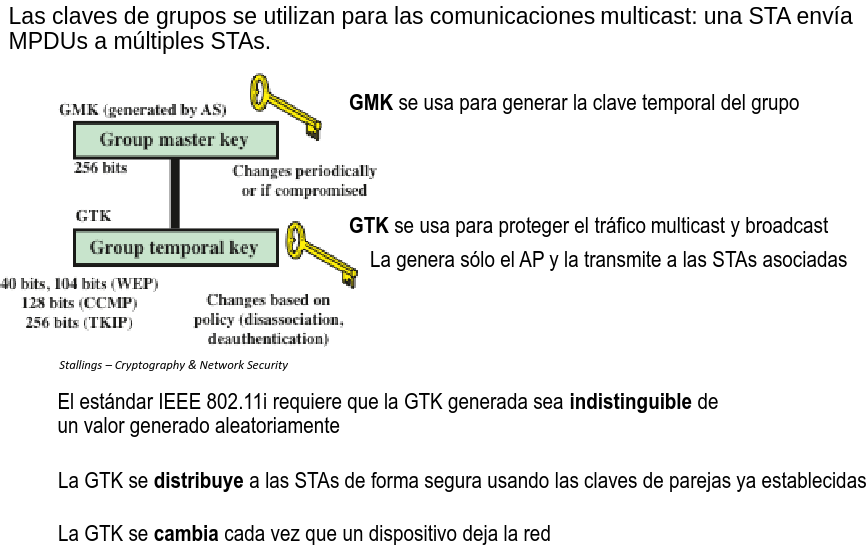 Las claves de grupos se utilizan para las comunicaciones multicast: una STA envía
MPDUs a múltiples STAs.
GMK (generated by AS)
Group master key
256 bits
Changes periodically
or if compromised
GMK se usa para generar la clave temporal del grupo
GTK
Group temporal key
GTK se usa para proteger el tráfico multicast y broadcast
La genera sólo el AP y la transmite a las STAs asociadas
40 bits, 104 bits (WEP)
128 bits (CCMP)
256 bits (TKIP)
Changes based on
policy (disassociation,
deauthentication)
Stallings – Cryptography & Network Security
El estándar IEEE 802.11i requiere que la GTK generada sea indistinguible de
un valor generado aleatoriamente
La GTK se distribuye a las STAs de forma segura usando las claves de parejas ya establecidas
La GTK se cambia cada vez que un dispositivo deja la red